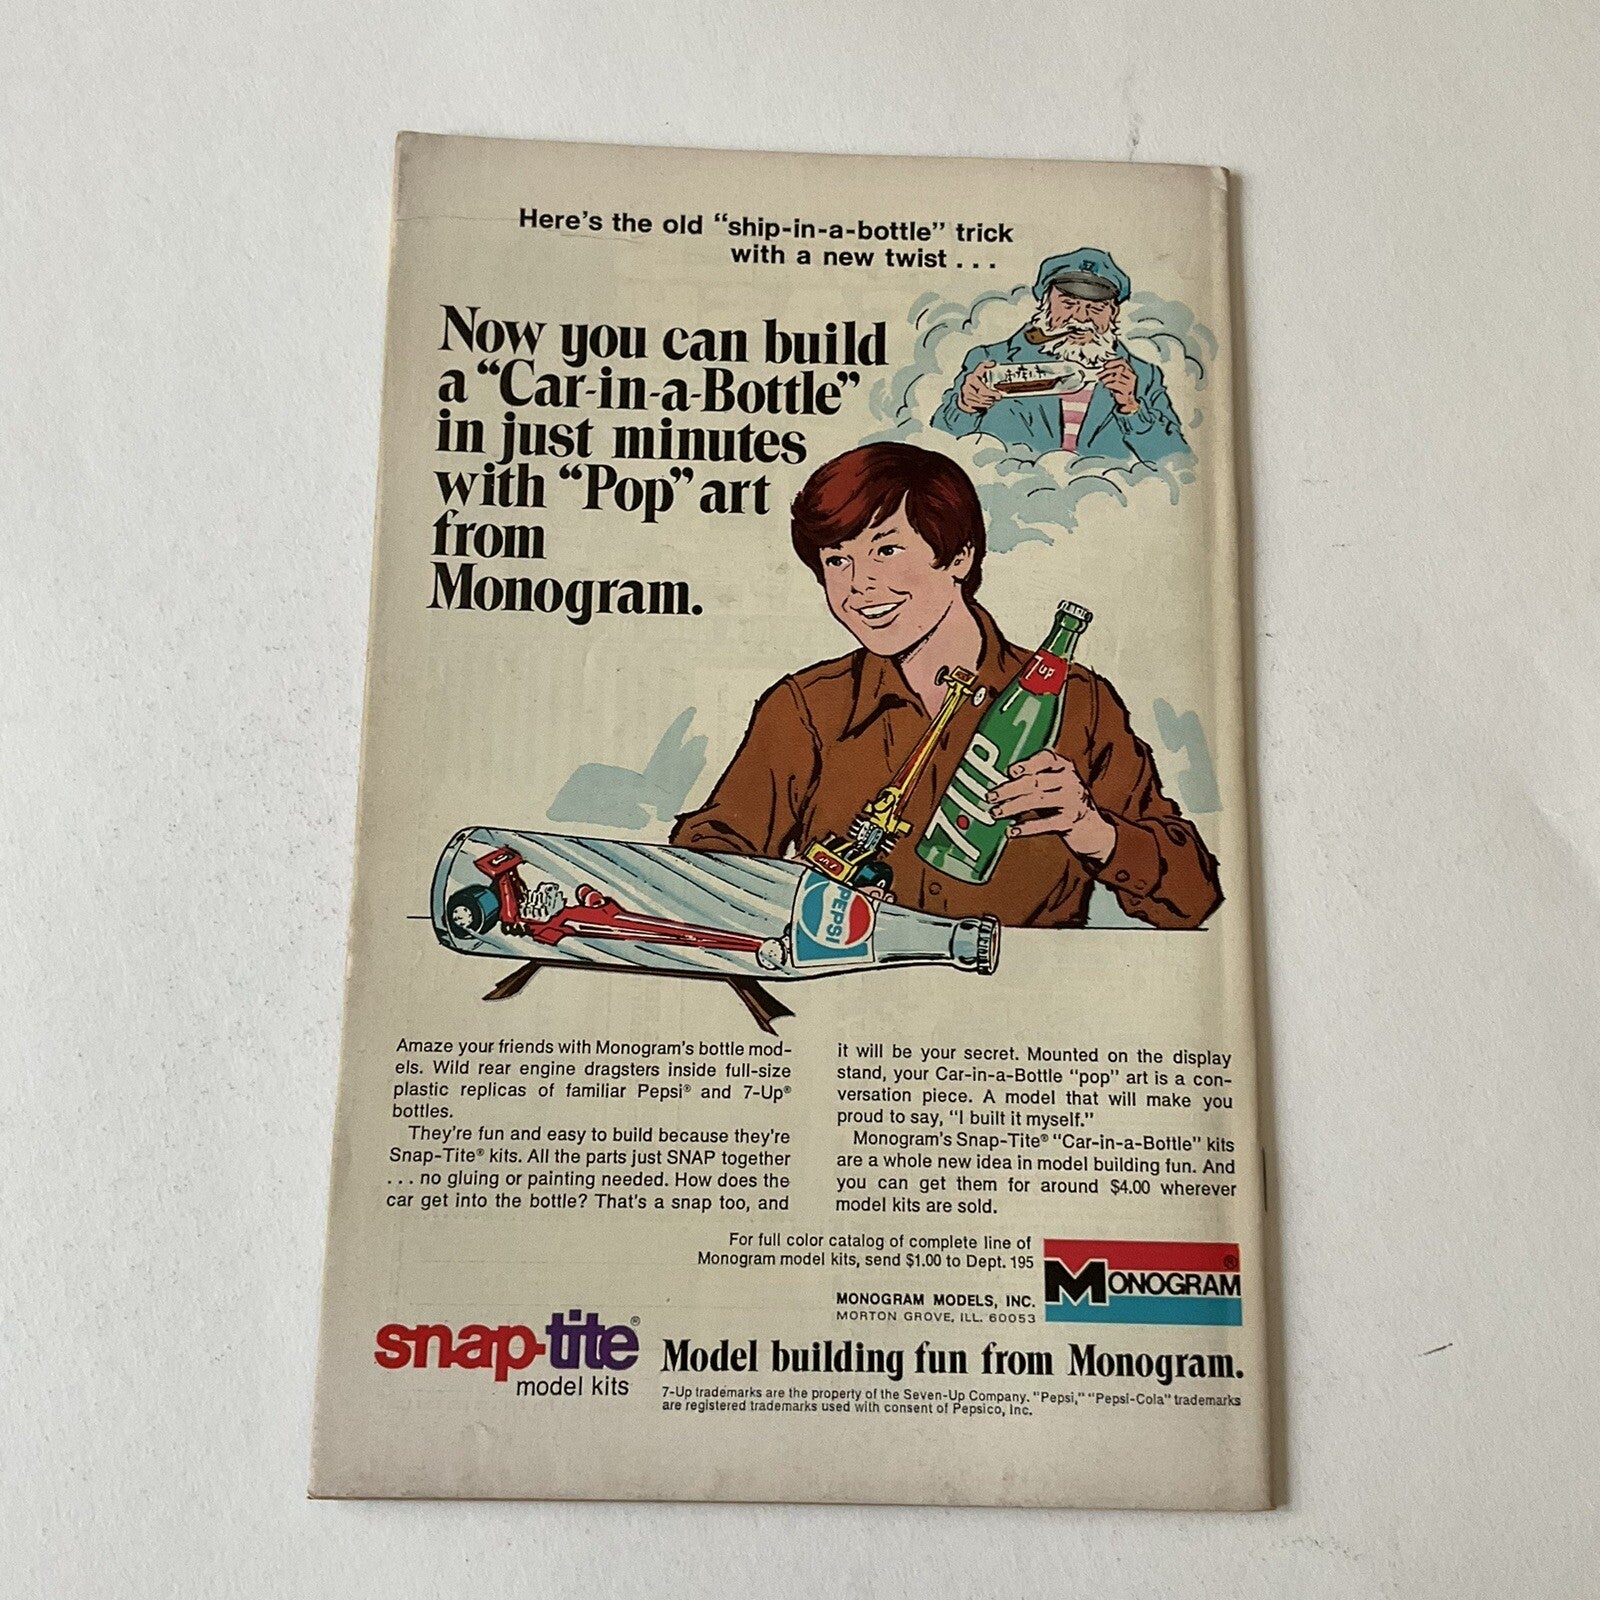 Here's the old "ship-in-a-bottle" trick
with a new twist . . .
Now you can build
a "Car-in-a-Bottle"
in just minutes
with "Pop" art
from
Monogram.
7up
7·UP
PEPSI
Amaze your friends with Monogram's bottle mod-
els. Wild rear engine dragsters inside full-size
plastic replicas of familiar Pepsi® and 7-Up®
bottles.
They're fun and easy to build because they're
Snap-Tite® kits. All the parts just SNAP together
. . . no gluing or painting needed. How does the
car get into the bottle? That's a snap too, and
it will be your secret. Mounted on the display
stand, your Car-in-a-Bottle "pop" art is a con-
versation piece. A model that will make you
proud to say, "I built it myself."
Monogram's Snap-Tite® "Car-in-a-Bottle" kits
are a whole new idea in model building fun. And
you can get them for around $4.00 wherever
model kits are sold.
For full color catalog of complete line of
Monogram model kits, send $1.00 to Dept. 195
MONOGRAM MODELS, INC.
MORTON GROVE, ILL. 60053
MONOGRAM®
snap-tite®
model kits
Model building fun from Monogram.
7-Up trademarks are the property of the Seven-Up Company. "Pepsi," "Pepsi-Cola" trademarks
are registered trademarks used with consent of Pepsico, Inc.